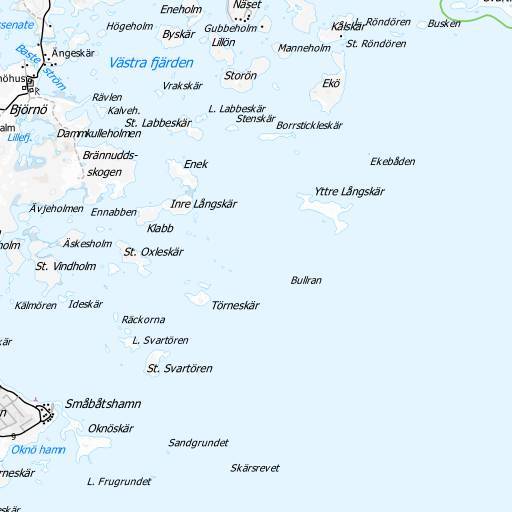 Eneholm
Näset
L. Röndören
Busken
Högeholm
Gubbeholm
Kålskär
Byskär
Lillön
Manneholm
St. Röndören
Ängeskär
Baste ström
Västra fjärden
Storön
Ekö
Vrakskär
Rävlen
Kalveh.
L. Labbeskär
Björnö
St. Labbeskär
Stenskär
Borrstickleskär
Lillefj.
Dammkulleholmen
Brännudds-
skogen
Enek
Ekebåden
Yttre Långskär
Inre Långskär
Ävjeholmen
Ennabben
Klabb
Äskesholm
St. Oxleskär
St. Vindholm
Bullran
Kälmören
Ideskär
Törneskär
Räckorna
L. Svartören
St. Svartören
Småbåtshamn
Oknöskär
9
Oknö hamn
Sandgrundet
Skärsrevet
L. Frugrundet